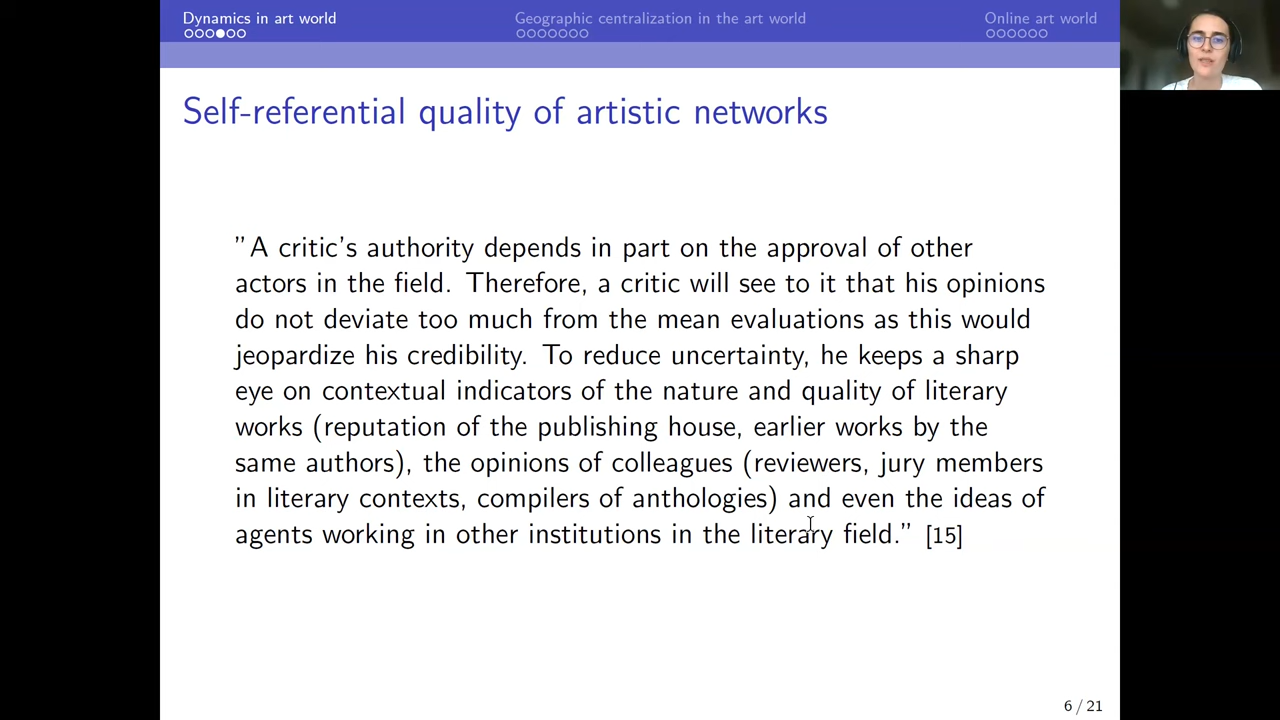 Dynamics in art world
Geographic centralization in the art world
Online art world
Self-referential quality of artistic networks
”A critic’s authority depends in part on the approval of other
actors in the field. Therefore, a critic will see to it that his opinions
do not deviate too much from the mean evaluations as this would
jeopardize his credibility. To reduce uncertainty, he keeps a sharp
eye on contextual indicators of the nature and quality of literary
works (reputation of the publishing house, earlier works by the
same authors), the opinions of colleagues (reviewers, jury members
in literary contexts, compilers of anthologies) and even the ideas of
agents working in other institutions in the literary field.” [15]
6 / 21